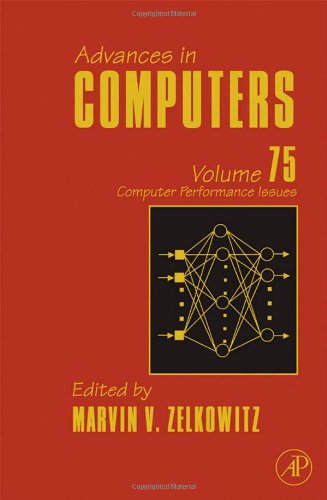 Advances in
COMPUTERS
Volume 75
Computer Performance Issues
Edited by
MARVIN V. ZELKOWITZ
AP